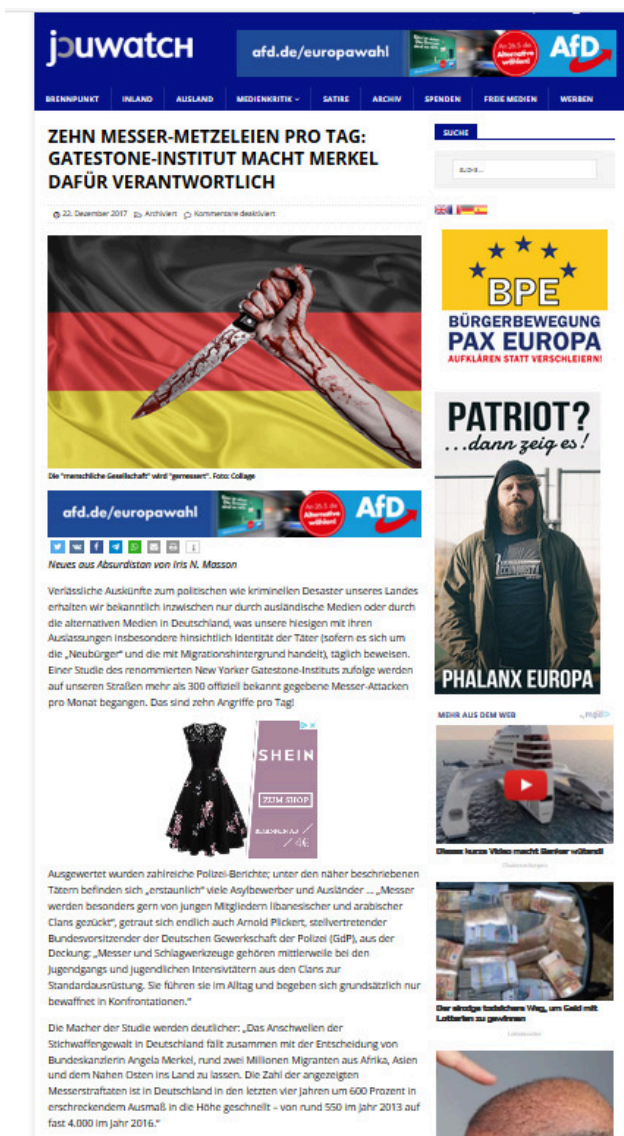 jouwatch
afd.de/europawahl
An 26.5. die
Alternative
wählen!
AfD
BRENNPUNKT INLAND AUSLAND MEDIENKRITIK SATIRE ARCHIV SPENDEN FREIE MEDIEN WERBEN
ZEHN MESSER-METZELEIEN PRO TAG:
GATESTONE-INSTITUT MACHT MERKEL
DAFÜR VERANTWORTLICH
22. Dezember 2017 Archiviert Kommentare deaktiviert
Die "menschliche Gesellschaft" wird "gemessert". Foto: Collage
afd.de/europawahl
An 26.5. die
Alternative
wählen!
AfD
Neues aus Absurdistan von Iris N. Masson
Verlässliche Auskünfte zum politischen wie kriminellen Desaster unseres Landes
erhalten wir bekanntlich inzwischen nur durch ausländische Medien oder durch
die alternativen Medien in Deutschland, was unsere hiesigen mit ihren
Auslassungen insbesondere hinsichtlich Identität der Täter (sofern es sich um
die „Neubürger" und die mit Migrationshintergrund handelt), täglich beweisen.
Einer Studie des renommierten New Yorker Gatestone-Instituts zufolge werden
auf unseren Straßen mehr als 300 offiziell bekannt gegebene Messer-Attacken
pro Monat begangen. Das sind zehn Angriffe pro Tag!
SHEIN
ZUM SHOP
4€
Ausgewertet wurden zahlreiche Polizei-Berichte; unter den näher beschriebenen
Tätern befinden sich „erstaunlich" viele Asylbewerber und Ausländer ... „Messer
werden besonders gern von jungen Mitgliedern libanesischer und arabischer
Clans gezückt", getraut sich endlich auch Arnold Plickert, stellvertretender
Bundesvorsitzender der Deutschen Gewerkschaft der Polizei (GdP), aus der
Deckung: „Messer und Schlagwerkzeuge gehören mittlerweile bei den
Jugendgangs und jugendlichen Intensivtätern aus den Clans zur
Standardausrüstung. Sie führen sie im Alltag und begeben sich grundsätzlich nur
bewaffnet in Konfrontationen."
Die Macher der Studie werden deutlicher: „Das Anschwellen der
Stichwaffengewalt in Deutschland fällt zusammen mit der Entscheidung von
Bundeskanzlerin Angela Merkel, rund zwei Millionen Migranten aus Afrika, Asien
und dem Nahen Osten ins Land zu lassen. Die Zahl der angezeigten
Messerstraftaten ist in Deutschland in den letzten vier Jahren um 600 Prozent in
erschreckendem Ausmaß in die Höhe geschnellt – von rund 550 im Jahr 2013 auf
fast 4.000 im Jahr 2016."
SUCHE
BPE
BÜRGERBEWEGUNG
PAX EUROPA
AUFKLÄREN STATT VERSCHLEIERN!
PATRIOT?
...dann zeig es!
PHALANX EUROPA
MEHR AUS DEM WEB
Dieses kurze Video macht Banker wütend!
Der einzige todsichere Weg, um Geld mit
Lotterien zu gewinnen